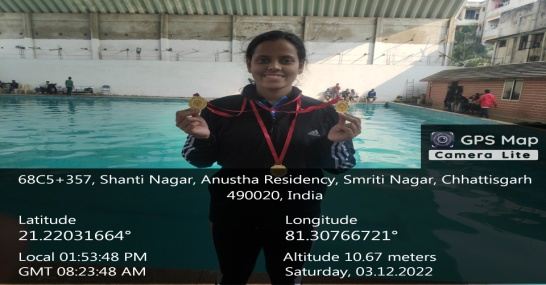 GPS Map
Camera Lite
68C5+357, Shanti Nagar, Anustha Residency, Smriti Nagar, Chhattisgarh
490020, India
Latitude
21.22031664°
Longitude
81.30766721°
Local 01:53:48 PM
GMT 08:23:48 AM
Altitude 10.67 meters
Saturday, 03.12.2022